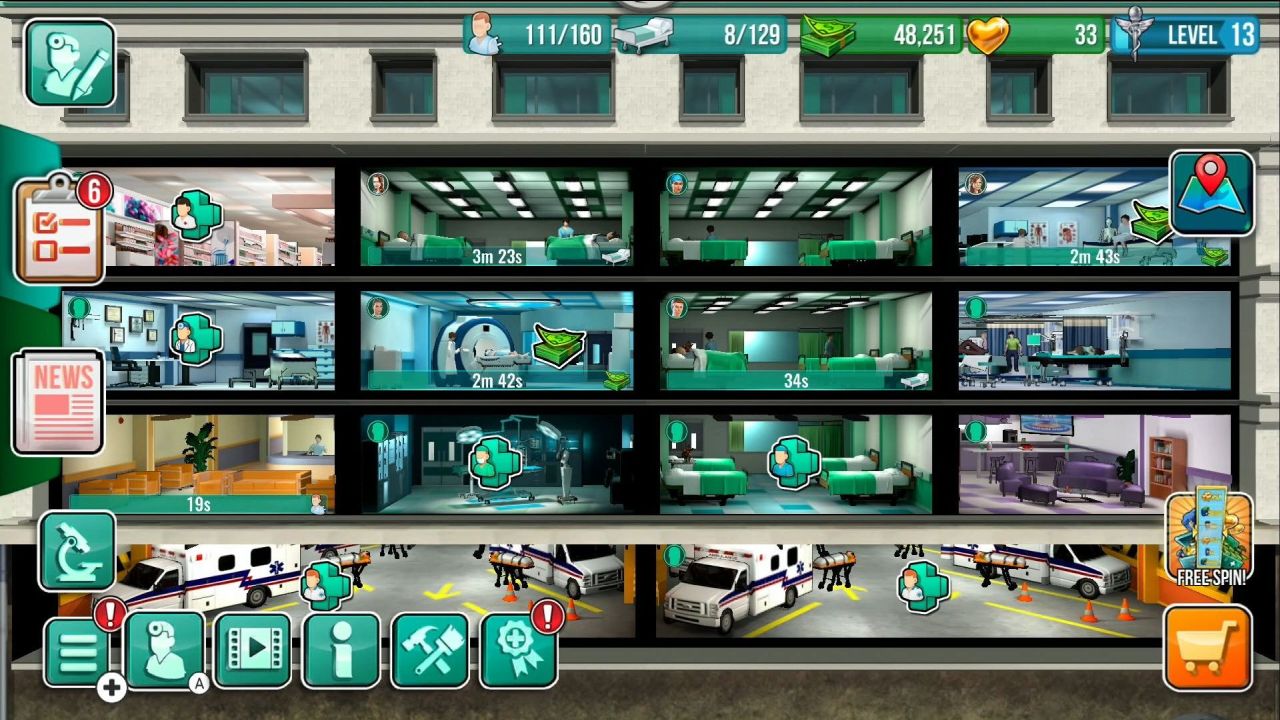 111/160
8/129
48,251
33
LEVEL 13
6
3m 23s
2m 43s
NEWS
2m 42s
34s
19s
FREE SPIN!
!
!
A